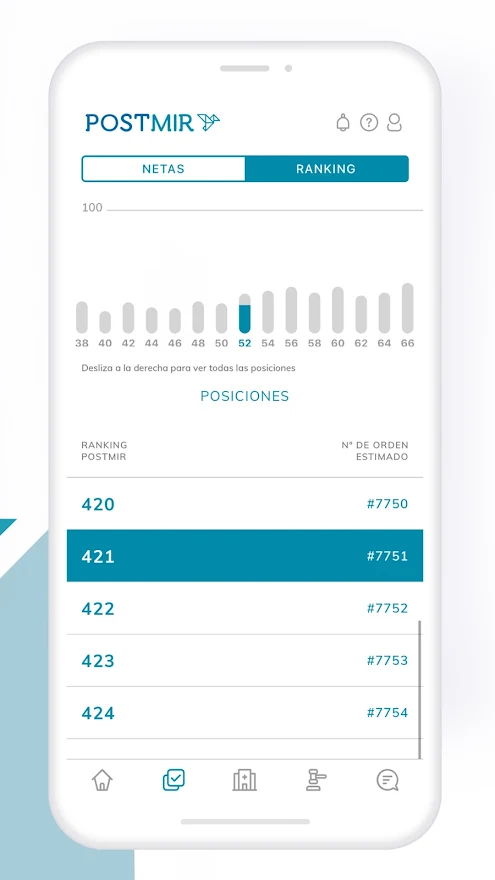 POSTMIR
NETAS RANKING
100
38 40 42 44 46 48 50 52 54 56 58 60 62 64 66
Desliza a la derecha para ver todas las posiciones
POSICIONES
RANKING Nº DE ORDEN
POSTMIR ESTIMADO
420 #7750
421 #7751
422 #7752
423 #7753
424 #7754